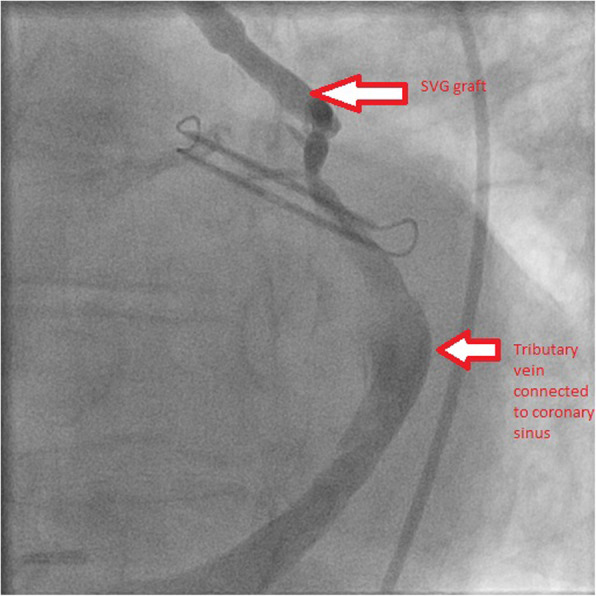 SVG graft
Tributary
vein
connected
to coronary
sinus